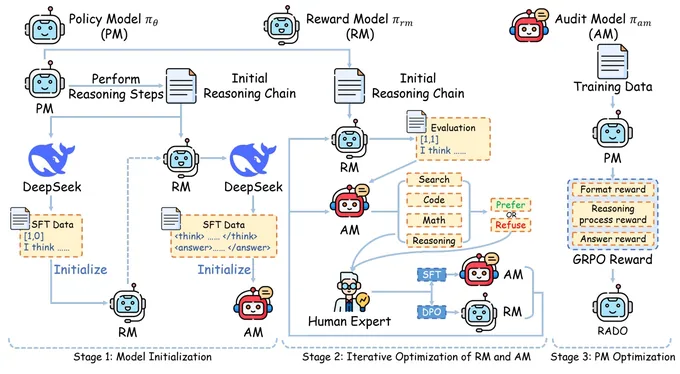 Policy Model πθ
(PM)
Reward Model πrm
(RM)
Audit Model πam
(AM)
PM
Perform
Reasoning Steps
Initial
Reasoning Chain
DeepSeek
RM
DeepSeek
SFT Data
[1,0]
I think ......
SFT Data
<think> ...... </think>
<answer>...... </answer>
Initialize
Initialize
RM
AM
Stage 1: Model Initialization
Initial
Reasoning Chain
RM
Evaluation
[1,1]
I think ......
AM
Search
Code
Math
Reasoning
Prefer
OR
Refuse
Human Expert
SFT
AM
DPO
RM
Stage 2: Iterative Optimization of RM and AM
Training Data
PM
Format reward
Reasoning
process reward
Answer reward
GRPO Reward
RADO
Stage 3: PM Optimization